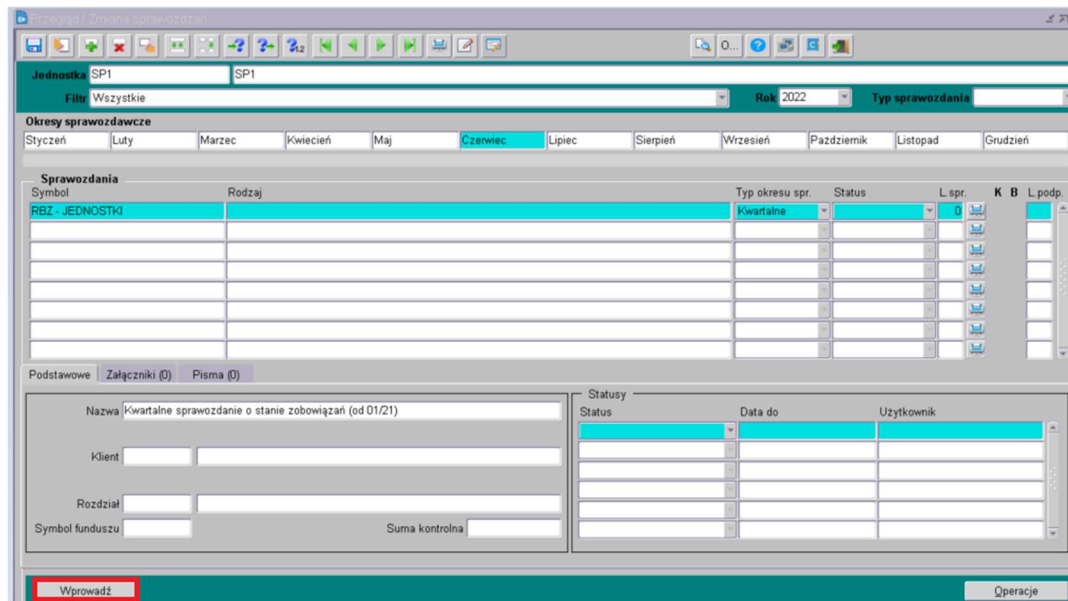 Przegląd / Zmiana sprawozdań
O...
Jednostka SP1 SP1
Filtr Wszystkie Rok 2022 Typ sprawozdania
Okresy sprawozdawcze
Styczeń Luty Marzec Kwiecień Maj Czerwiec Lipiec Sierpień Wrzesień Październik Listopad Grudzień
Sprawozdania
Symbol Rodzaj Typ okresu spr. Status L.spr. K B L.podp.
RBZ - JEDNOSTKI Kwartalne 0
Podstawowe Załączniki (0) Pisma (0)
Nazwa Kwartalne sprawozdanie o stanie zobowiązań (od 01/21)
Klient
Rozdział
Symbol funduszu Suma kontrolna
Statusy
Status Data do Użytkownik
Wprowadź Operacje